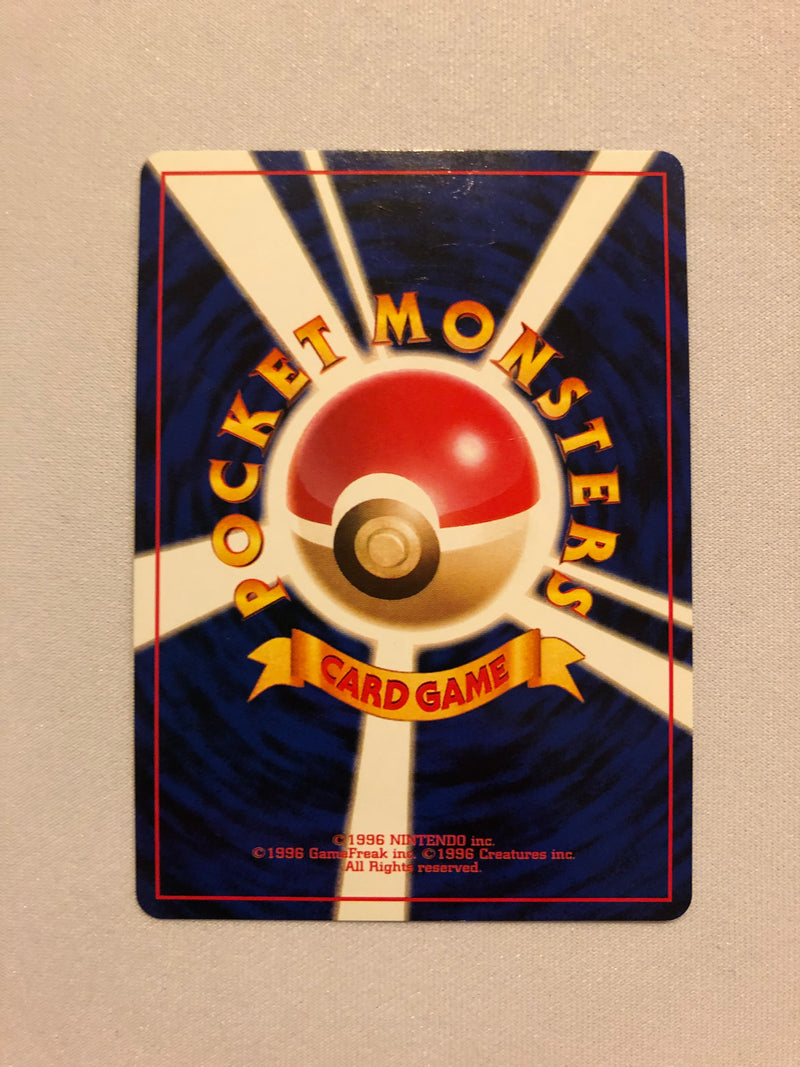 POCKET MONSTERS
CARD GAME
©1996 NINTENDO inc.
©1996 GameFreak inc. ©1996 Creatures inc.
All Rights reserved.